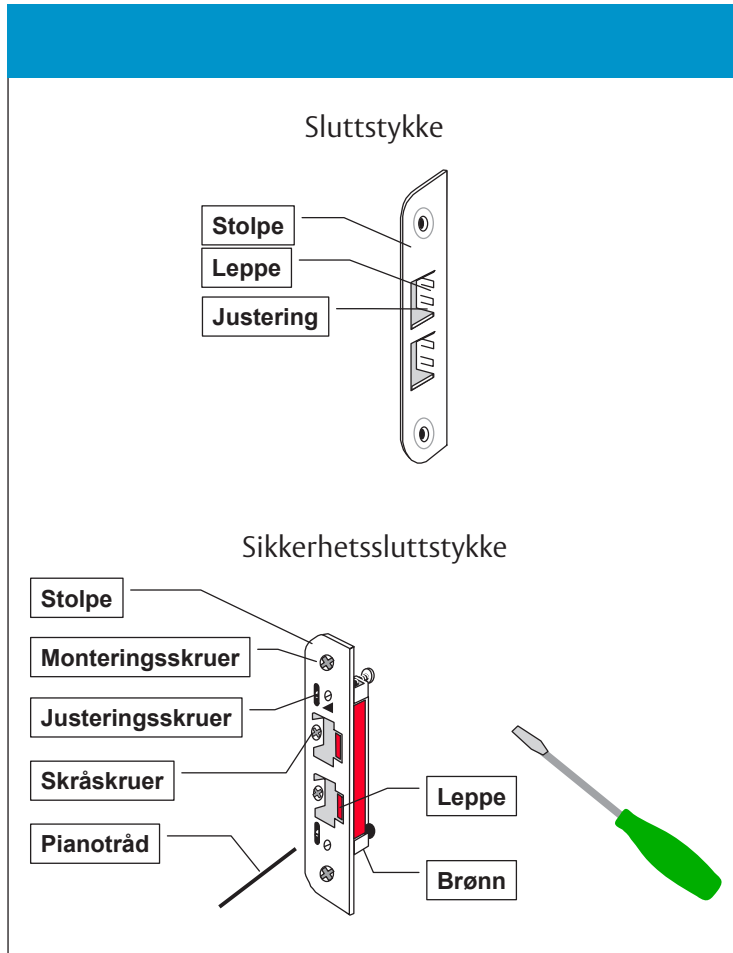 Sluttstykke
Stolpe
Leppe
Justering
Sikkerhetssluttstykke
Stolpe
Monteringsskruer
Justeringsskruer
Skråskruer
Pianotråd
Leppe
Brønn